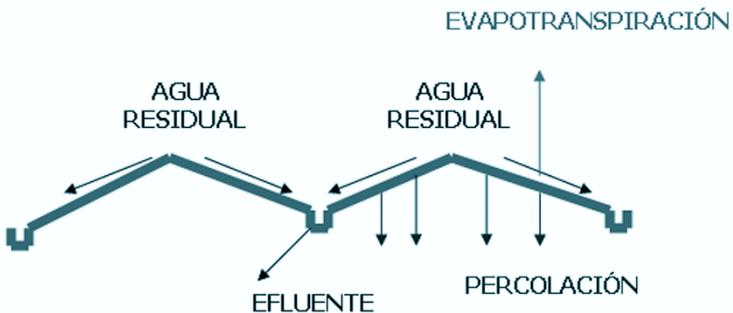 EVAPOTRANSPIRACIÓN
AGUA
RESIDUAL
AGUA
RESIDUAL
PERCOLACIÓN
EFLUENTE